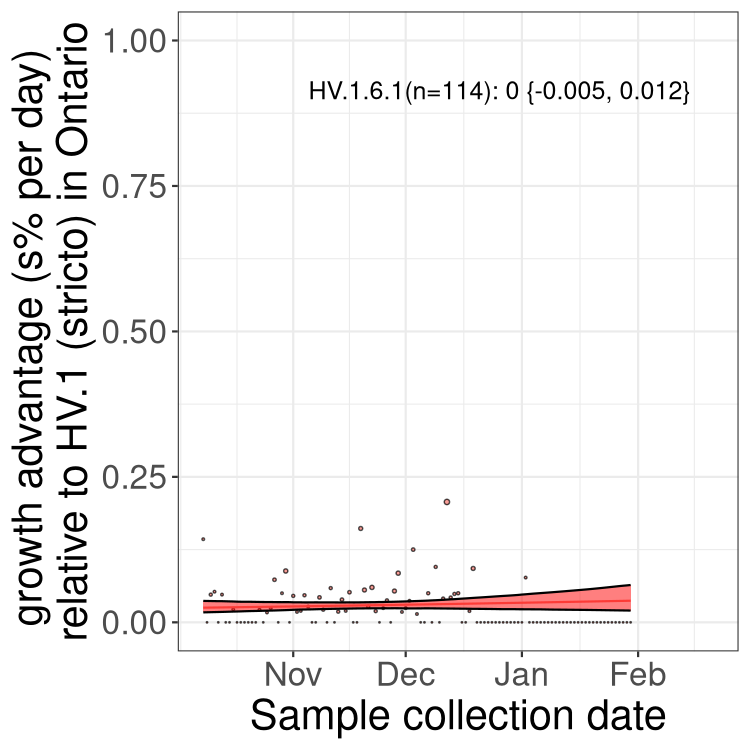 growth advantage (s% per day)
relative to HV.1 (stricto) in Ontario
1.00
0.75
0.50
0.25
0.00
HV.1.6.1(n=114): 0 {-0.005, 0.012}
Nov Dec Jan Feb
Sample collection date